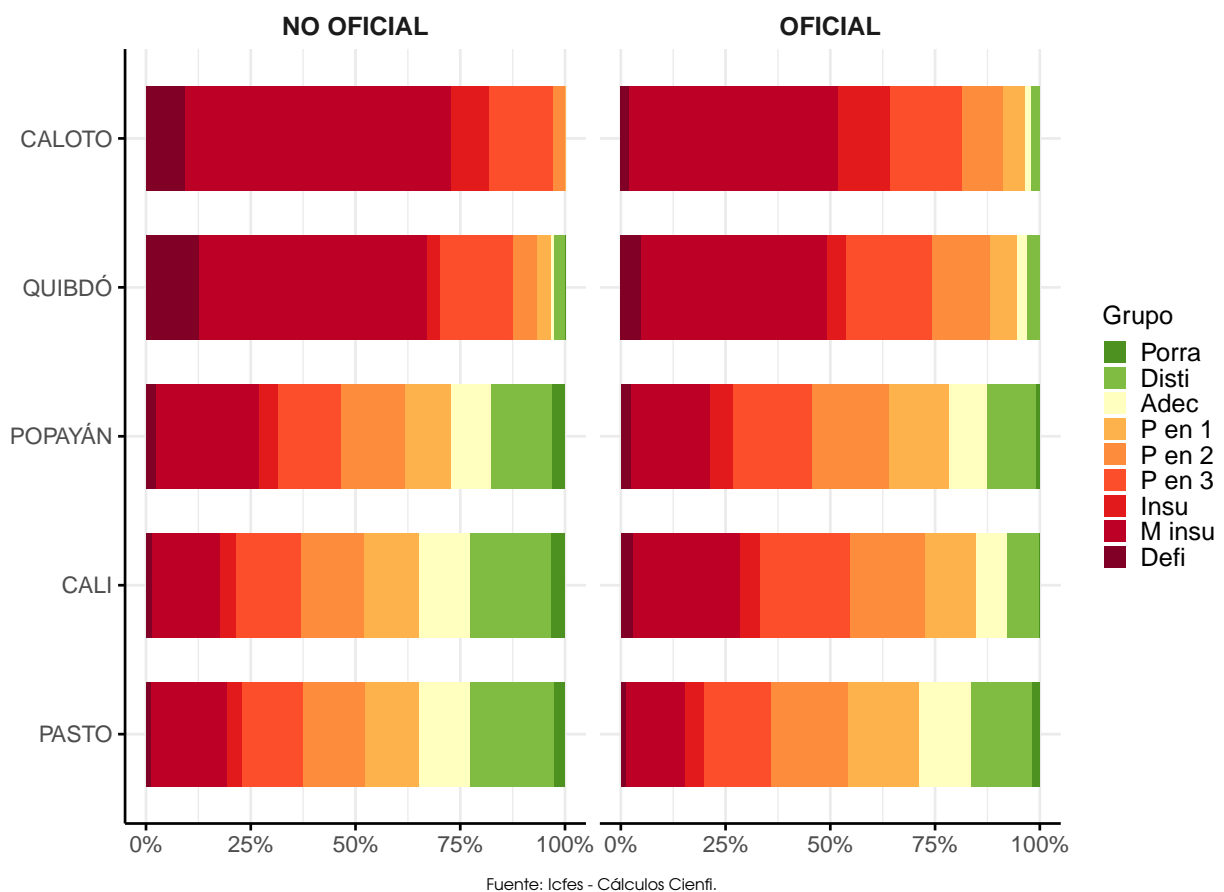 NO OFICIAL OFICIAL
CALOTO
QUIBDÓ
POPAYÁN
CALI
PASTO
0% 25% 50% 75% 100% 0% 25% 50% 75% 100%
Grupo
Porra
Disti
Adec
P en 1
P en 2
P en 3
Insu
M insu
Defi
Fuente: Icfes - Cálculos Cienfi.